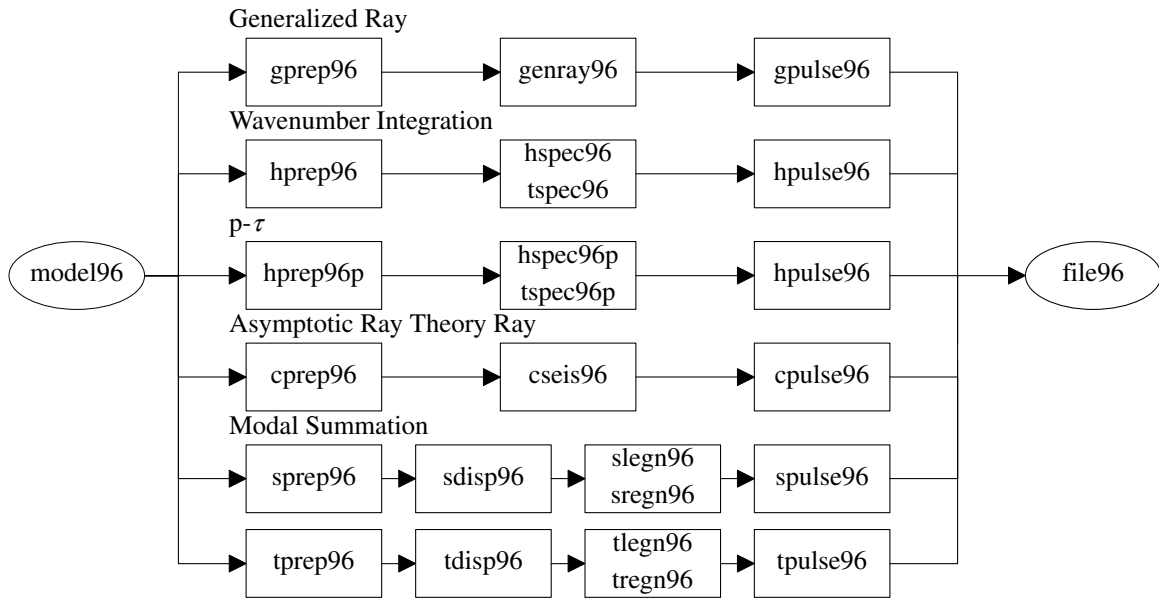 Generalized Ray
gprep96
genray96
gpulse96
Wavenumber Integration
hprep96
hspec96
tspec96
hpulse96
p-τ
model96
hprep96p
hspec96p
tspec96p
hpulse96
file96
Asymptotic Ray Theory Ray
cprep96
cseis96
cpulse96
Modal Summation
sprep96
sdisp96
slegn96
sregn96
spulse96
tprep96
tdisp96
tlegn96
tregn96
tpulse96